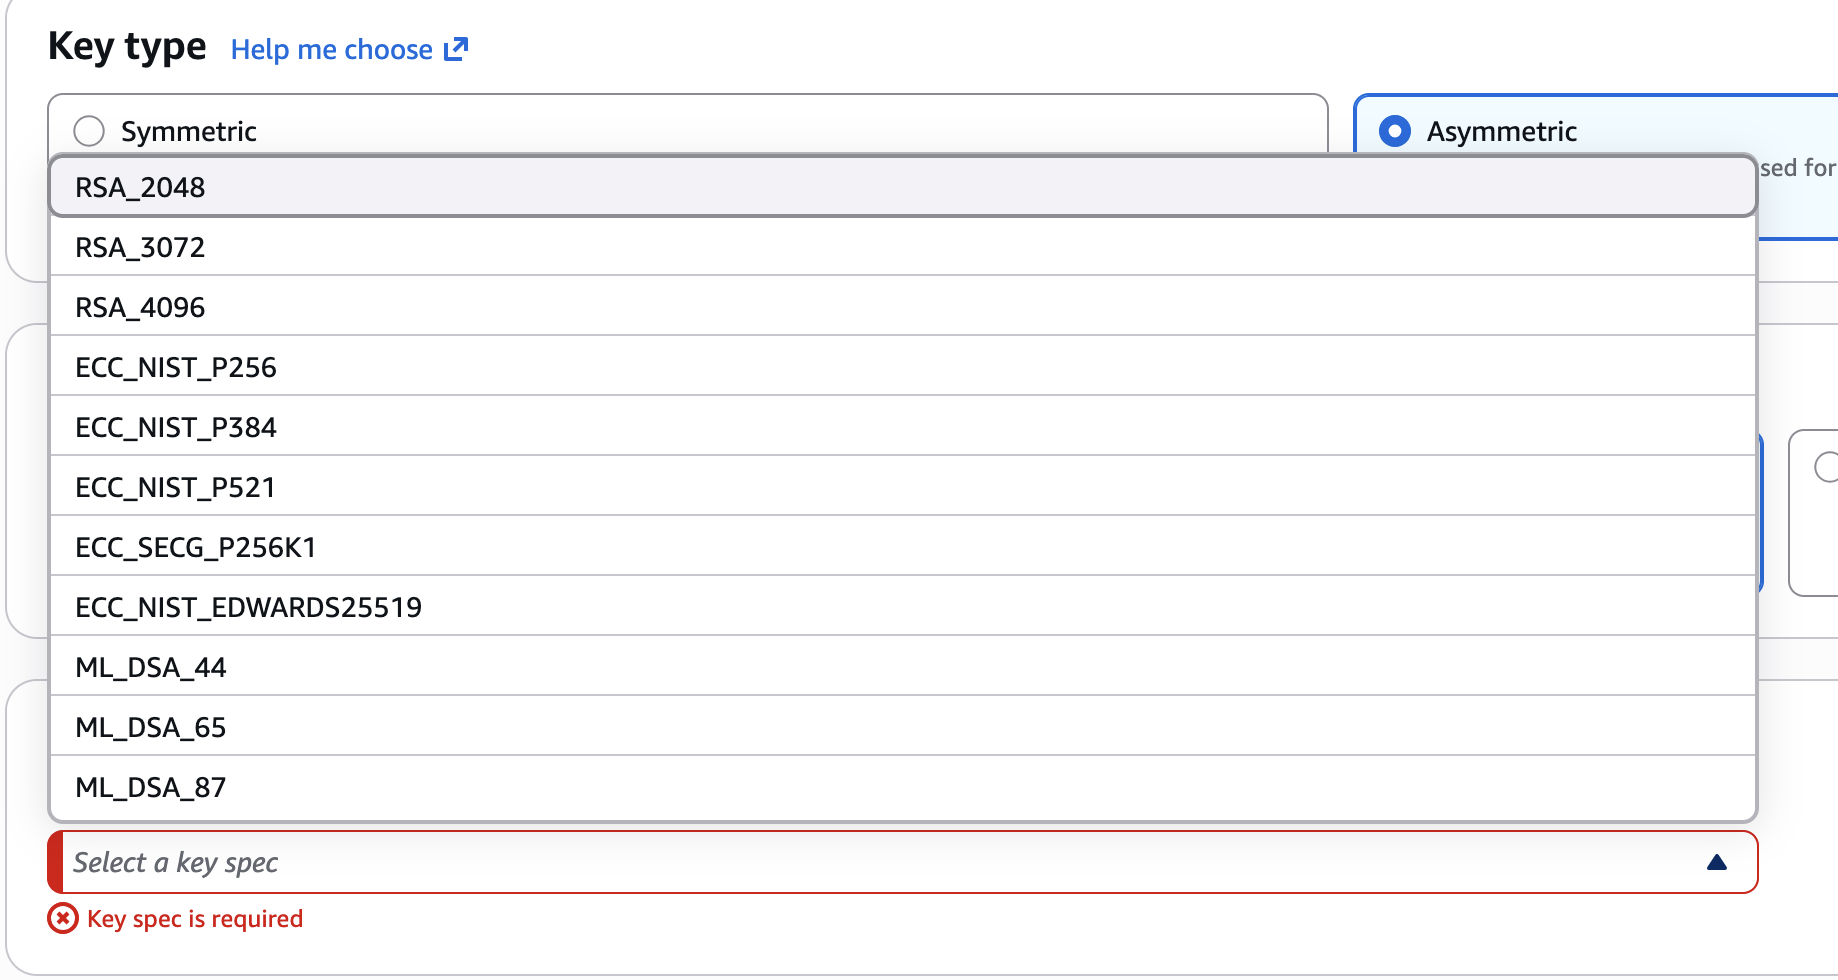 Key type Help me choose
Symmetric
Asymmetric
sed for
RSA_2048
RSA_3072
RSA_4096
ECC_NIST_P256
ECC_NIST_P384
ECC_NIST_P521
ECC_SECG_P256K1
ECC_NIST_EDWARDS25519
ML_DSA_44
ML_DSA_65
ML_DSA_87
Select a key spec
Key spec is required